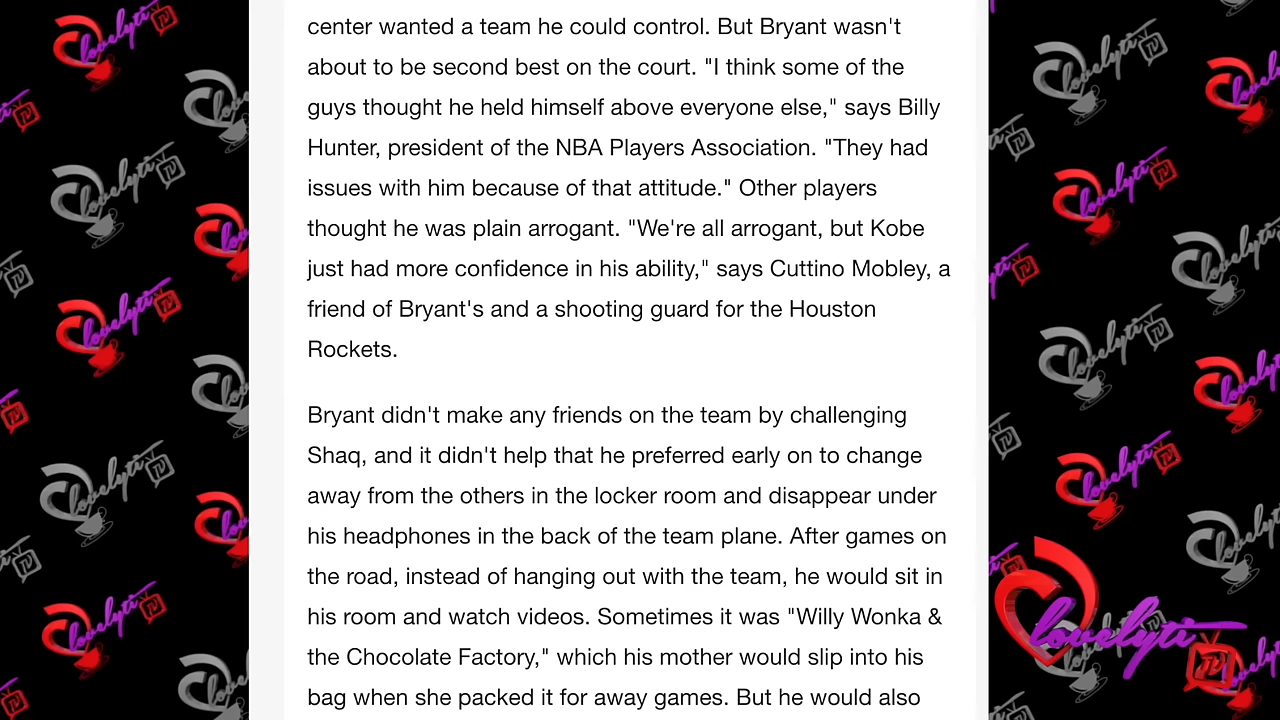 center wanted a team he could control. But Bryant wasn't
about to be second best on the court. "I think some of the
guys thought he held himself above everyone else," says Billy
Hunter, president of the NBA Players Association. "They had
issues with him because of that attitude." Other players
thought he was plain arrogant. "We're all arrogant, but Kobe
just had more confidence in his ability," says Cuttino Mobley, a
friend of Bryant's and a shooting guard for the Houston
Rockets.
Bryant didn't make any friends on the team by challenging
Shaq, and it didn't help that he preferred early on to change
away from the others in the locker room and disappear under
his headphones in the back of the team plane. After games on
the road, instead of hanging out with the team, he would sit in
his room and watch videos. Sometimes it was "Willy Wonka &
the Chocolate Factory," which his mother would slip into his
bag when she packed it for away games. But he would also
lovelyti TV